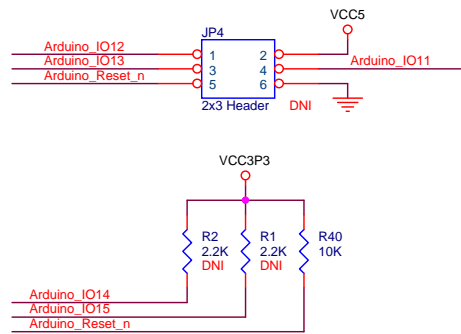 VCC5
JP4
Arduino_IO12
1
2
Arduino_IO13
3
4
Arduino_IO11
Arduino_Reset_n
5
6
2x3 Header
DNI
VCC3P3
R2
R1
R40
2.2K
2.2K
10K
DNI
DNI
Arduino_IO14
Arduino_IO15
Arduino_Reset_n